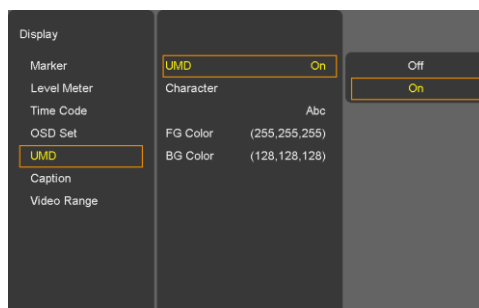 Display
Marker
Level Meter
Time Code
OSD Set
UMD
Caption
Video Range
UMD On
Character
Abc
FG Color (255,255,255)
BG Color (128,128,128)
Off
On